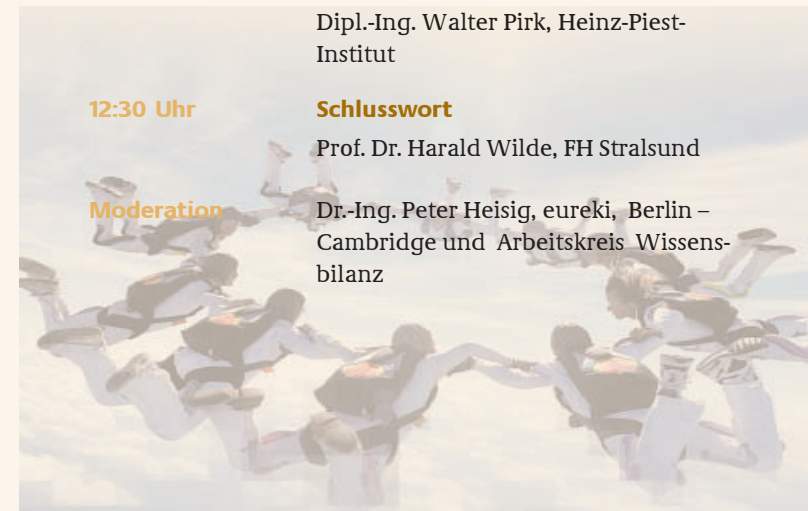 Dipl.-Ing. Walter Pirk, Heinz-Piest-
Institut
12:30 Uhr Schlusswort
Prof. Dr. Harald Wilde, FH Stralsund
Moderation Dr.-Ing. Peter Heisig, eureki, Berlin –
Cambridge und Arbeitskreis Wissens-
bilanz